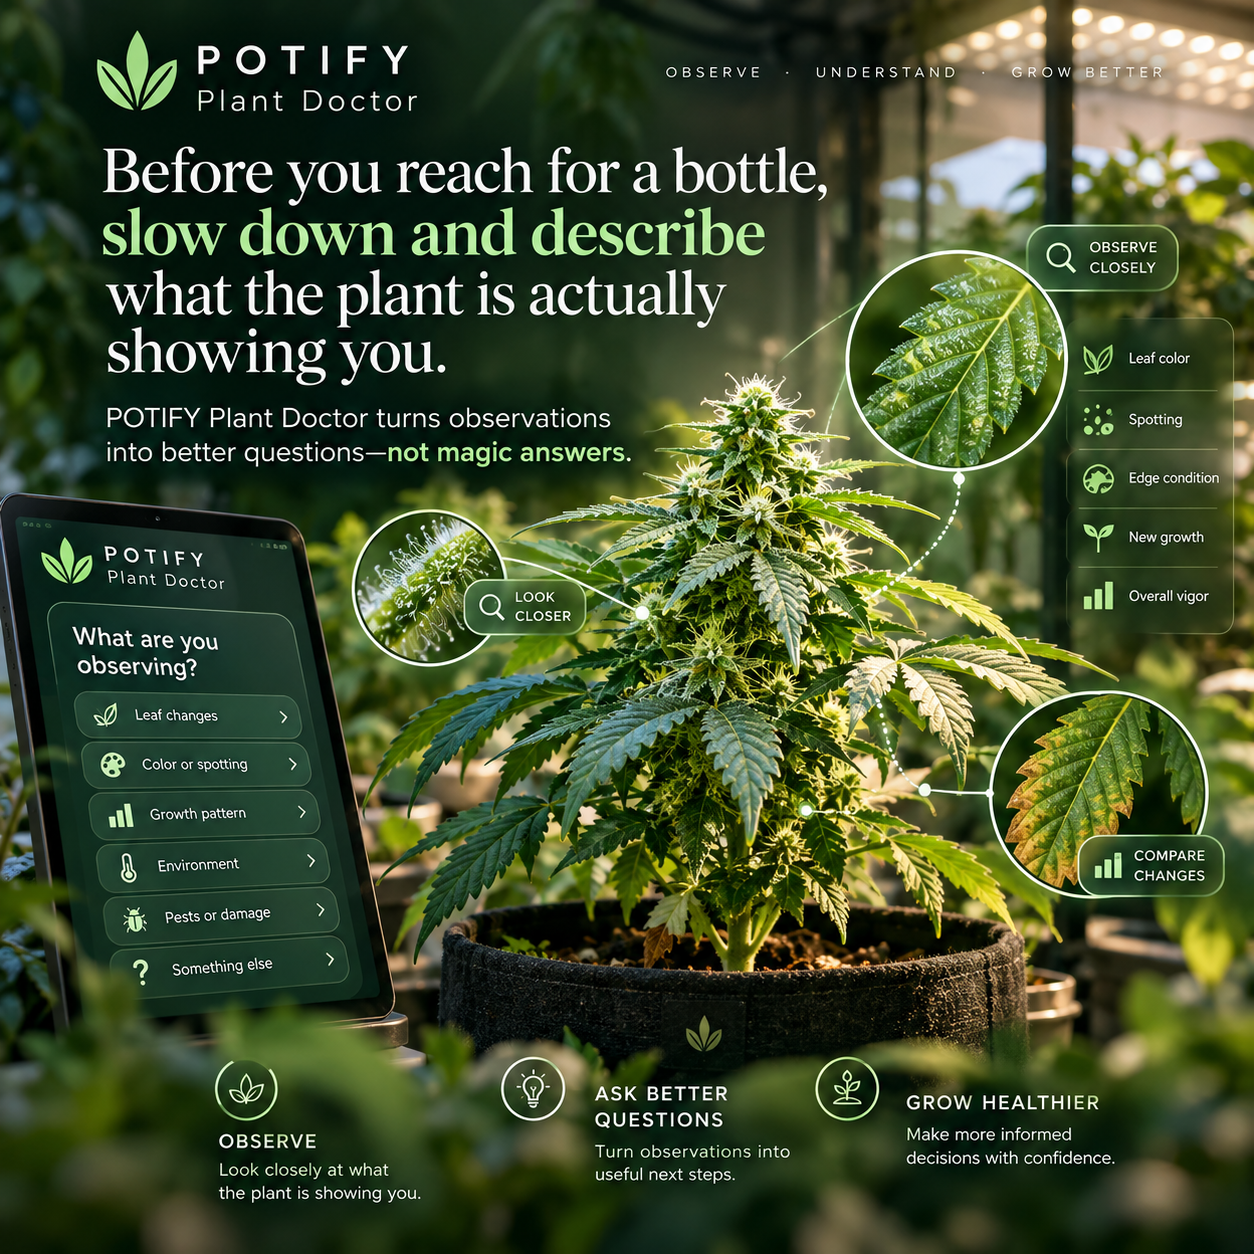 POTIFY
Plant Doctor
OBSERVE · UNDERSTAND · GROW BETTER
Before you reach for a bottle,
slow down and describe
what the plant is actually
showing you.
POTIFY Plant Doctor turns observations
into better questions—not magic answers.
OBSERVE
CLOSELY
Leaf color
Spotting
Edge condition
New growth
Overall vigor
LOOK
CLOSER
COMPARE
CHANGES
POTIFY
Plant Doctor
What are you
observing?
Leaf changes
Color or spotting
Growth pattern
Environment
Pests or damage
Something else
OBSERVE
Look closely at what
the plant is showing you.
ASK BETTER
QUESTIONS
Turn observations into
useful next steps.
GROW HEALTHIER
Make more informed
decisions with confidence.